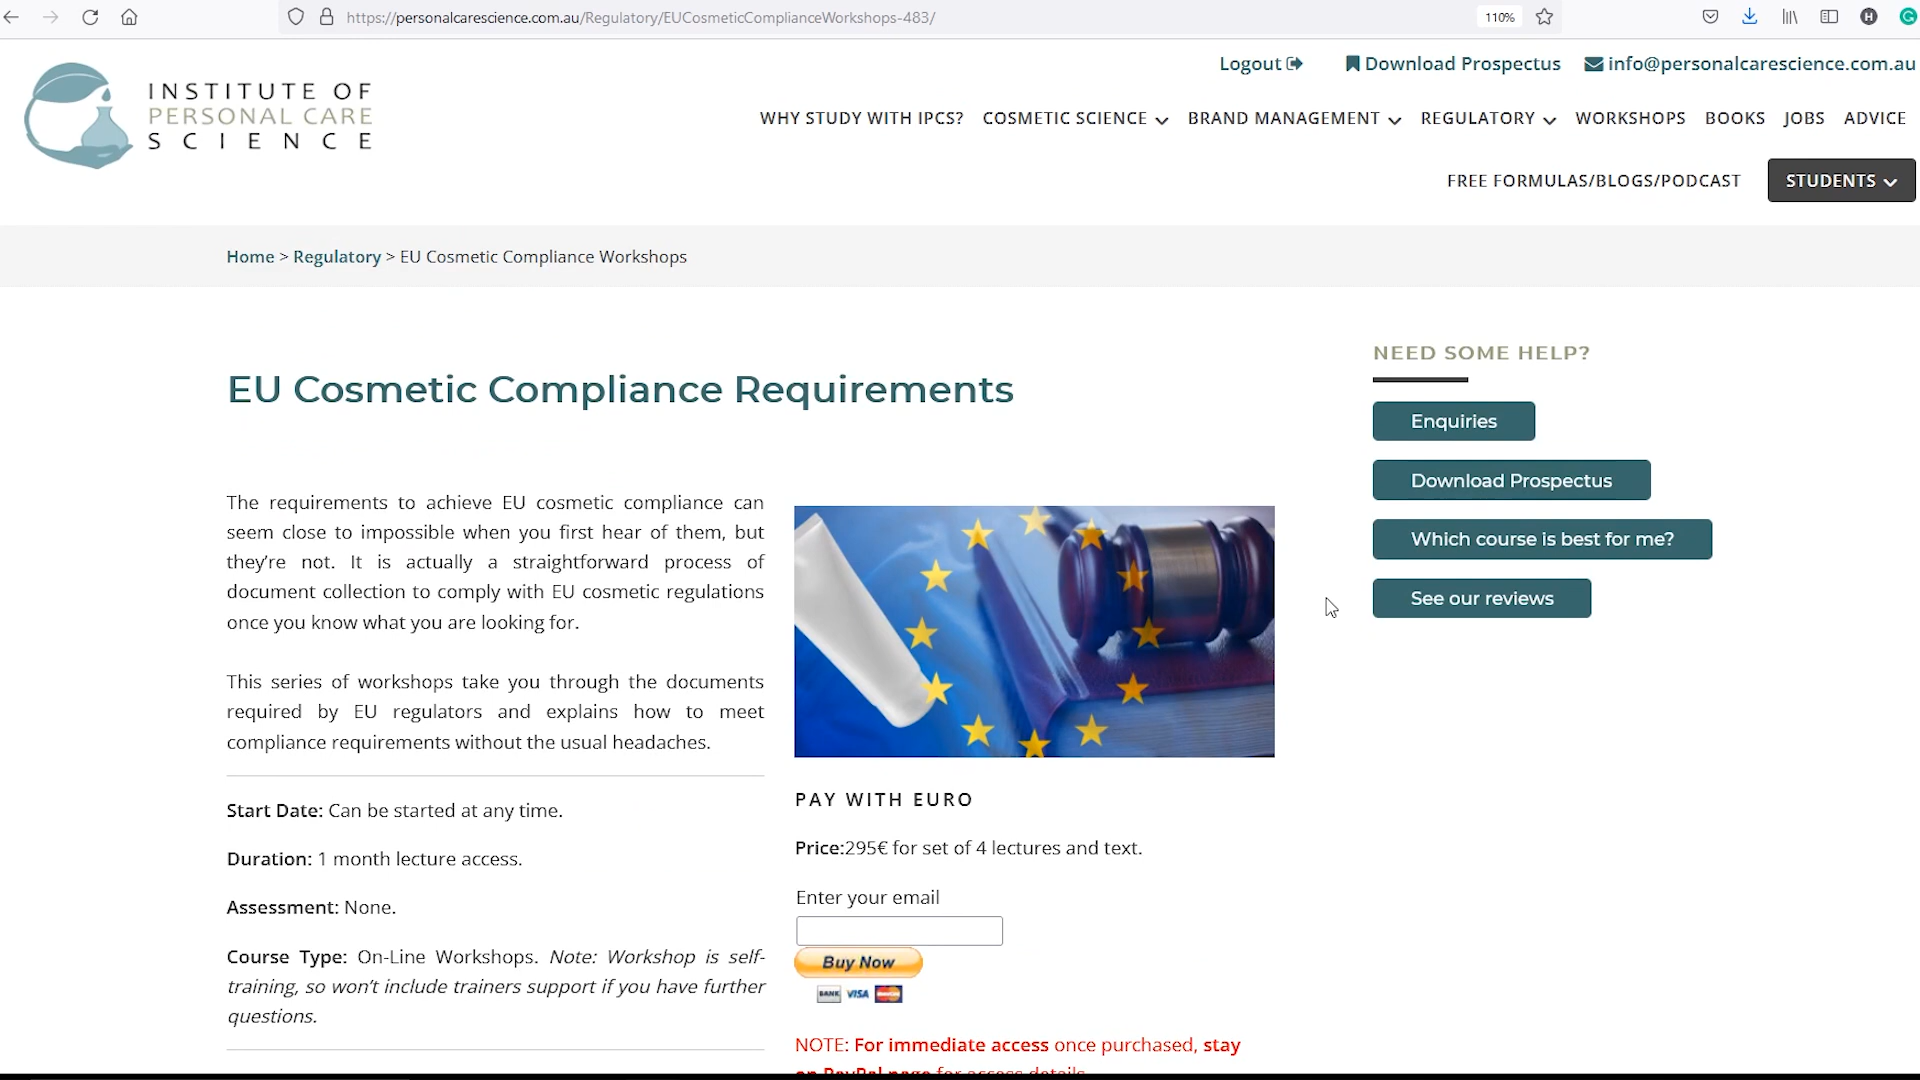 https://personalcarescience.com.au/Regulatory/EUCosmeticComplianceWorkshops-483/
110%
H
Logout
Download Prospectus
info@personalcarescience.com.au
INSTITUTE OF
PERSONAL CARE
SCIENCE
WHY STUDY WITH IPCS?
COSMETIC SCIENCE
BRAND MANAGEMENT
REGULATORY
WORKSHOPS
BOOKS
JOBS
ADVICE
FREE FORMULAS/BLOGS/PODCAST
STUDENTS
Home > Regulatory > EU Cosmetic Compliance Workshops
EU Cosmetic Compliance Requirements
The requirements to achieve EU cosmetic compliance can
seem close to impossible when you first hear of them, but
they're not. It is actually a straightforward process of
document collection to comply with EU cosmetic regulations
once you know what you are looking for.
This series of workshops take you through the documents
required by EU regulators and explains how to meet
compliance requirements without the usual headaches.
Start Date: Can be started at any time.
Duration: 1 month lecture access.
Assessment: None.
Course Type: On-Line Workshops. Note: Workshop is self-
training, so won't include trainers support if you have further
questions.
PAY WITH EURO
Price:295€ for set of 4 lectures and text.
Enter your email
Buy Now
BANK VISA MasterCard
NOTE: For immediate access once purchased, stay
on PayPal page for access details.
NEED SOME HELP?
Enquiries
Download Prospectus
Which course is best for me?
See our reviews